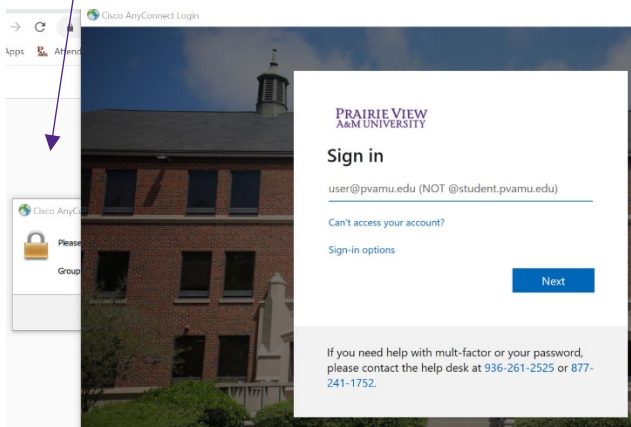 Cisco AnyConnect Login
Apps
Attend
Cisco AnyC
Please
Group
PRAIRIE VIEW
A&M UNIVERSITY
Sign in
user@pvamu.edu (NOT @student.pvamu.edu)
Can't access your account?
Sign-in options
Next
If you need help with mult-factor or your password,
please contact the help desk at 936-261-2525 or 877-
241-1752.